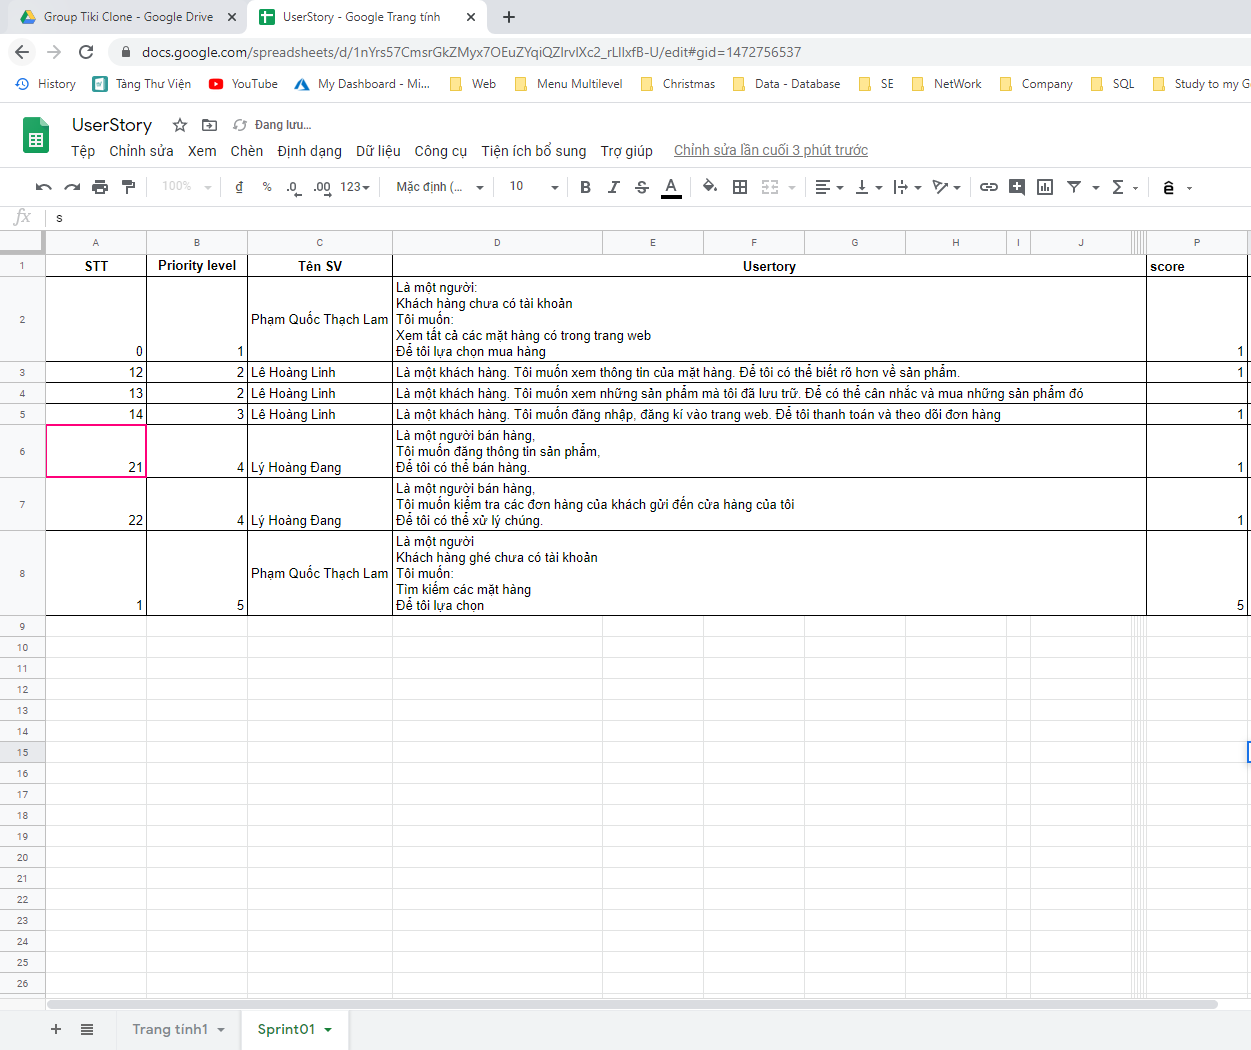 Group Tiki Clone - Google Drive
UserStory - Google Trang tính
docs.google.com/spreadsheets/d/1nYrs57CmsrGkZMyx7OEuZYqiQZIrvIXc2_rLIIxfB-U/edit#gid=1472756537
History Tàng Thư Viện YouTube My Dashboard - Mi... Web Menu Multilevel Christmas Data - Database SE NetWork Company SQL Study to my G
UserStory Đang lưu...
Tệp Chỉnh sửa Xem Chèn Định dạng Dữ liệu Công cụ Tiện ích bổ sung Trợ giúp Chỉnh sửa lần cuối 3 phút trước
100% đ % .0 .00 123 Mặc định (... 10 B I S A Σ ê
fx s
A B C D E F G H I J P
1 STT Priority level Tên SV Usertory score
Là một người:
Khách hàng chưa có tài khoản
2 Phạm Quốc Thạch Lam Tôi muốn:
Xem tất cả các mặt hàng có trong trang web
0 1 Để tôi lựa chọn mua hàng 1
3 12 2 Lê Hoàng Linh Là một khách hàng. Tôi muốn xem thông tin của mặt hàng. Để tôi có thể biết rõ hơn về sản phẩm. 1
4 13 2 Lê Hoàng Linh Là một khách hàng. Tôi muốn xem những sản phẩm mà tôi đã lưu trữ. Để có thể cân nhắc và mua những sản phẩm đó
5 14 3 Lê Hoàng Linh Là một khách hàng. Tôi muốn đăng nhập, đăng kí vào trang web. Để tôi thanh toán và theo dõi đơn hàng 1
Là một người bán hàng,
6 Tôi muốn đăng thông tin sản phẩm,
21 4 Lý Hoàng Đang Để tôi có thể bán hàng. 1
Là một người bán hàng,
7 Tôi muốn kiểm tra các đơn hàng của khách gửi đến cửa hàng của tôi
22 4 Lý Hoàng Đang Để tôi có thể xử lý chúng. 1
Là một người
Khách hàng ghé chưa có tài khoản
8 Phạm Quốc Thạch Lam Tôi muốn:
Tìm kiếm các mặt hàng
1 5 Để tôi lựa chọn 5
9
10
11
12
13
14
15
16
17
18
19
20
21
22
23
24
25
26
Trang tính1 Sprint01